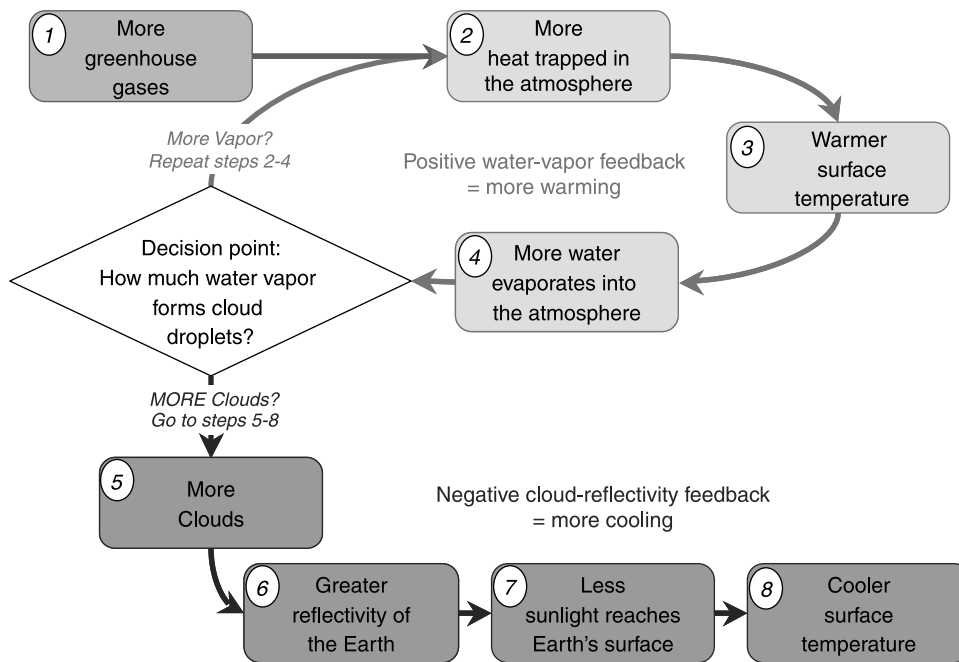 1
More
greenhouse
gases
2
More
heat trapped in
the atmosphere
3
Warmer
surface
temperature
4
More water
evaporates into
the atmosphere
Positive water-vapor feedback
= more warming
More Vapor?
Repeat steps 2-4
Decision point:
How much water vapor
forms cloud
droplets?
MORE Clouds?
Go to steps 5-8
5
More
Clouds
Negative cloud-reflectivity feedback
= more cooling
6
Greater
reflectivity of
the Earth
7
Less
sunlight reaches
Earth's surface
8
Cooler
surface
temperature